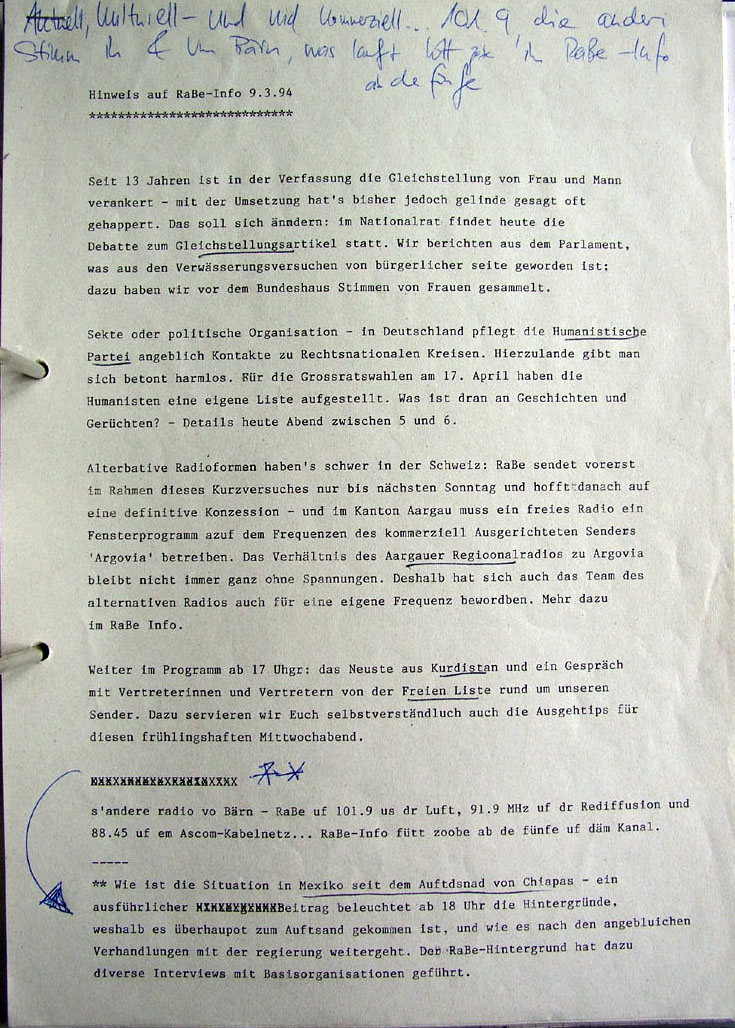 Aktuell, kulturell – und nid kommerziell... 101.9 die anderi
Stimm in & um Bärn, was lauft hütt im RaBe-Info
ab de fünfe
Hinweis auf RaBe-Info 9.3.94
***************************
Seit 13 Jahren ist in der Verfassung die Gleichstellung von Frau und Mann
verankert - mit der Umsetzung hat's bisher jedoch gelinde gesagt oft
gehappert. Das soll sich änndern: im Nationalrat findet heute die
Debatte zum Gleichstellungsartikel statt. Wir berichten aus dem Parlament,
was aus den Verwässerungsversuchen von bürgerlicher seite geworden ist;
dazu haben wir vor dem Bundeshaus Stimmen von Frauen gesammelt.
Sekte oder politische Organisation - in Deutschland pflegt die Humanistische
Partei angeblich Kontakte zu Rechtsnationalen Kreisen. Hierzulande gibt man
sich betont harmlos. Für die Grossratswahlen am 17. April haben die
Humanisten eine eigene Liste aufgestellt. Was ist dran an Geschichten und
Gerüchten? - Details heute Abend zwischen 5 und 6.
Alterbative Radioformen haben's schwer in der Schweiz: RaBe sendet vorerst
im Rahmen dieses Kurzversuches nur bis nächsten Sonntag und hofft danach auf
eine definitive Konzession - und im Kanton Aargau muss ein freies Radio ein
Fensterprogramm azuf dem Frequenzen des kommerziell Ausgerichteten Senders
'Argovia' betreiben. Das Verhältnis des Aargauer Regioonalradios zu Argovia
bleibt nicht immer ganz ohne Spannungen. Deshalb hat sich auch das Team des
alternativen Radios auch für eine eigene Frequenz bewordben. Mehr dazu
im RaBe Info.
Weiter im Programm ab 17 Uhgr: das Neuste aus Kurdistan und ein Gespräch
mit Vertreterinnen und Vertretern von der Freien Liste rund um unseren
Sender. Dazu servieren wir Euch selbstverständluch auch die Ausgehtips für
diesen frühlingshaften Mittwochabend.
s'andere radio vo Bärn - RaBe uf 101.9 us dr Luft, 91.9 MHz uf dr Rediffusion und
88.45 uf em Ascom-Kabelnetz... RaBe-Info fütt zoobe ab de fünfe uf däm Kanal.
-----
** Wie ist die Situation in Mexiko seit dem Auftdsnad von Chiapas - ein
ausführlicher Beitrag beleuchtet ab 18 Uhr die Hintergründe,
weshalb es überhaupot zum Auftsand gekommen ist, und wie es nach den angebluichen
Verhandlungen mit der regierung weitergeht. Der RaBe-Hintergrund hat dazu
diverse Interviews mit Basisorganisationen geführt.